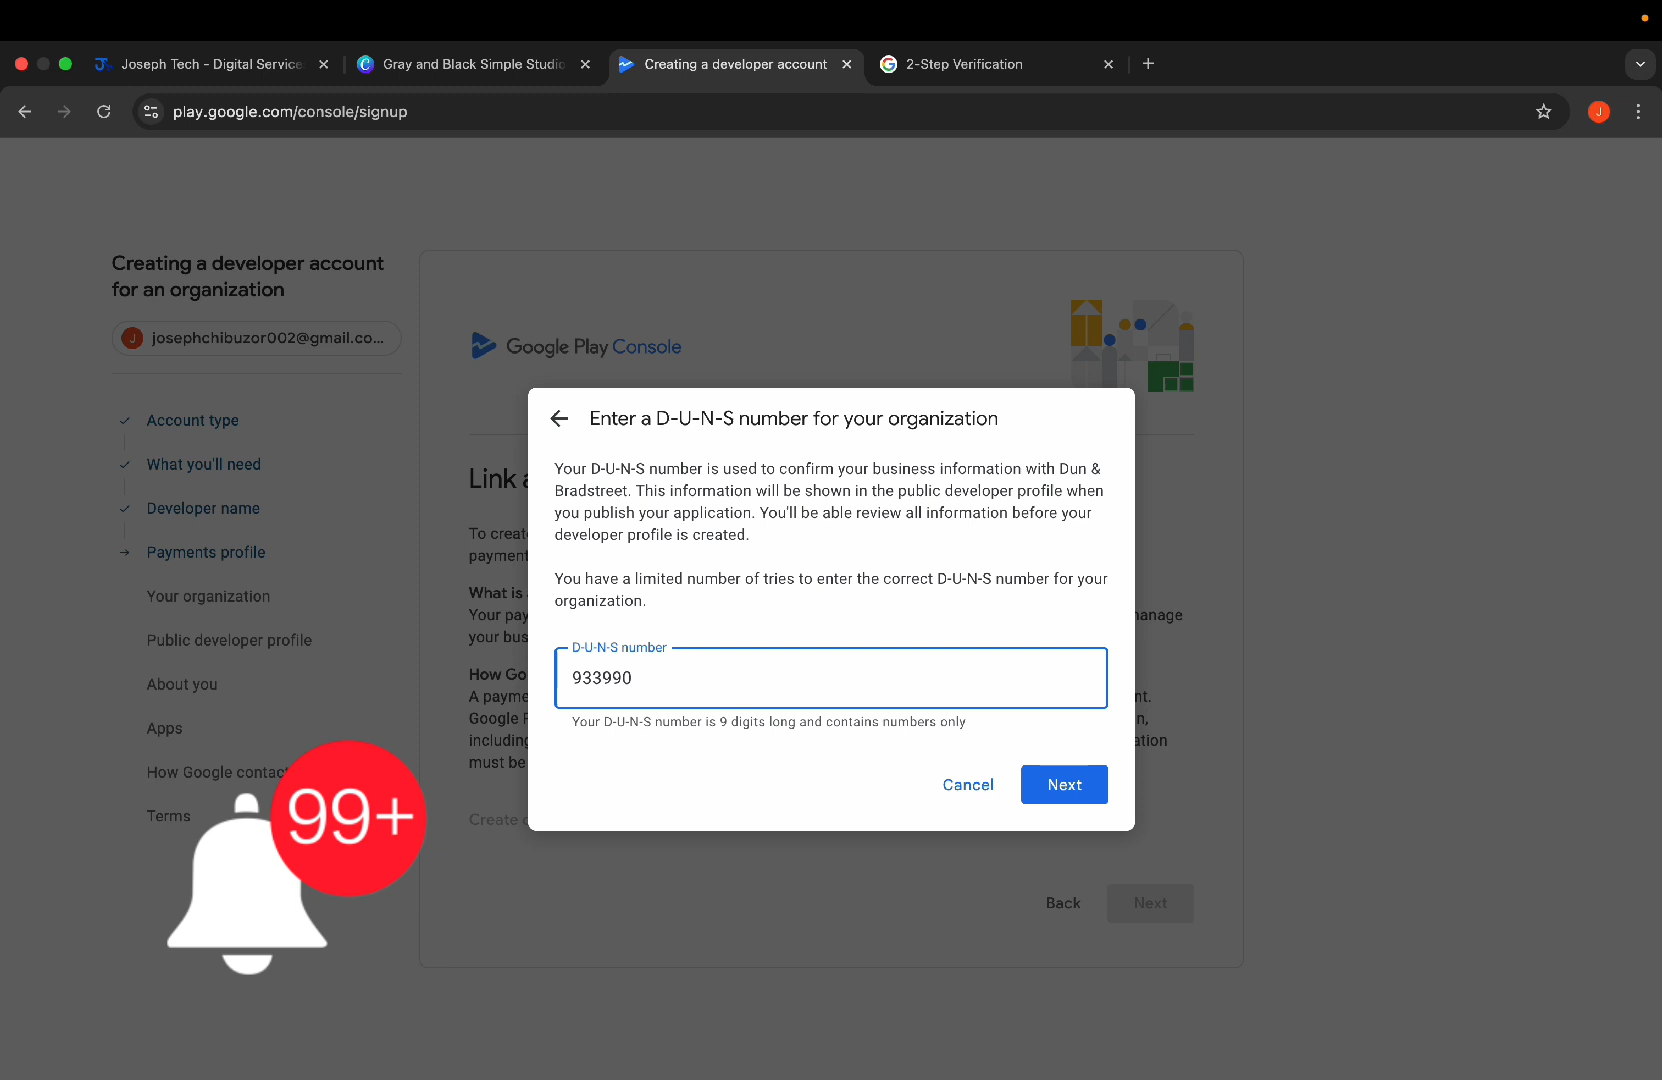 Joseph Tech - Digital Service
Gray and Black Simple Studio
Creating a developer account
2-Step Verification
play.google.com/console/signup
J
Creating a developer account
for an organization
J
josephchibuzor002@gmail.co...
Account type
What you'll need
Developer name
Payments profile
Your organization
Public developer profile
About you
Apps
How Google contac
Terms
99+
Google Play Console
Link a
To creat
payment
What is
Your pay
anage
your bus
How Go
A payme
nt.
Google P
n,
including
ation
must be
Create
Back
Next
Enter a D-U-N-S number for your organization
Your D-U-N-S number is used to confirm your business information with Dun &
Bradstreet. This information will be shown in the public developer profile when
you publish your application. You'll be able review all information before your
developer profile is created.
You have a limited number of tries to enter the correct D-U-N-S number for your
organization.
D-U-N-S number
933990
Your D-U-N-S number is 9 digits long and contains numbers only
Cancel
Next